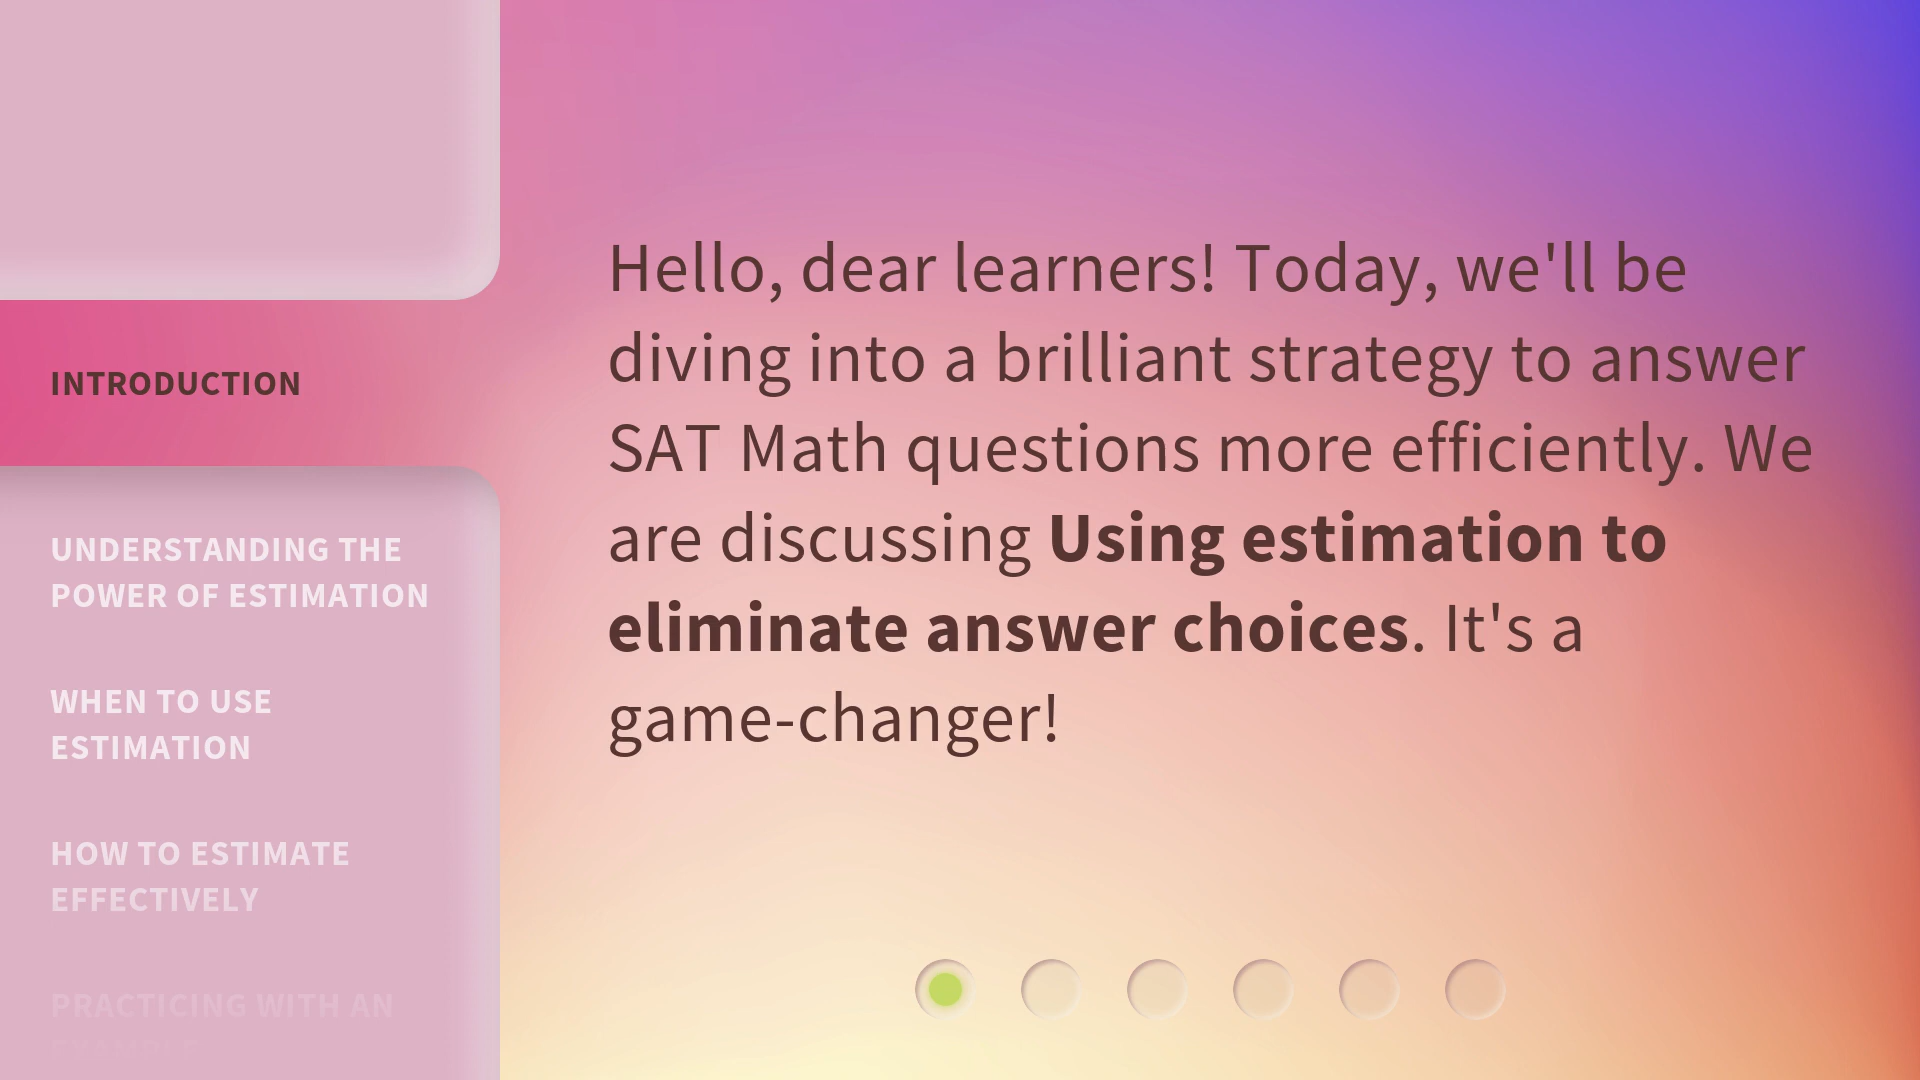 INTRODUCTION
UNDERSTANDING THE
POWER OF ESTIMATION
WHEN TO USE
ESTIMATION
HOW TO ESTIMATE
EFFECTIVELY
PRACTICING WITH AN
EXAMPLE
Hello, dear learners! Today, we'll be
diving into a brilliant strategy to answer
SAT Math questions more efficiently. We
are discussing Using estimation to
eliminate answer choices. It's a
game-changer!